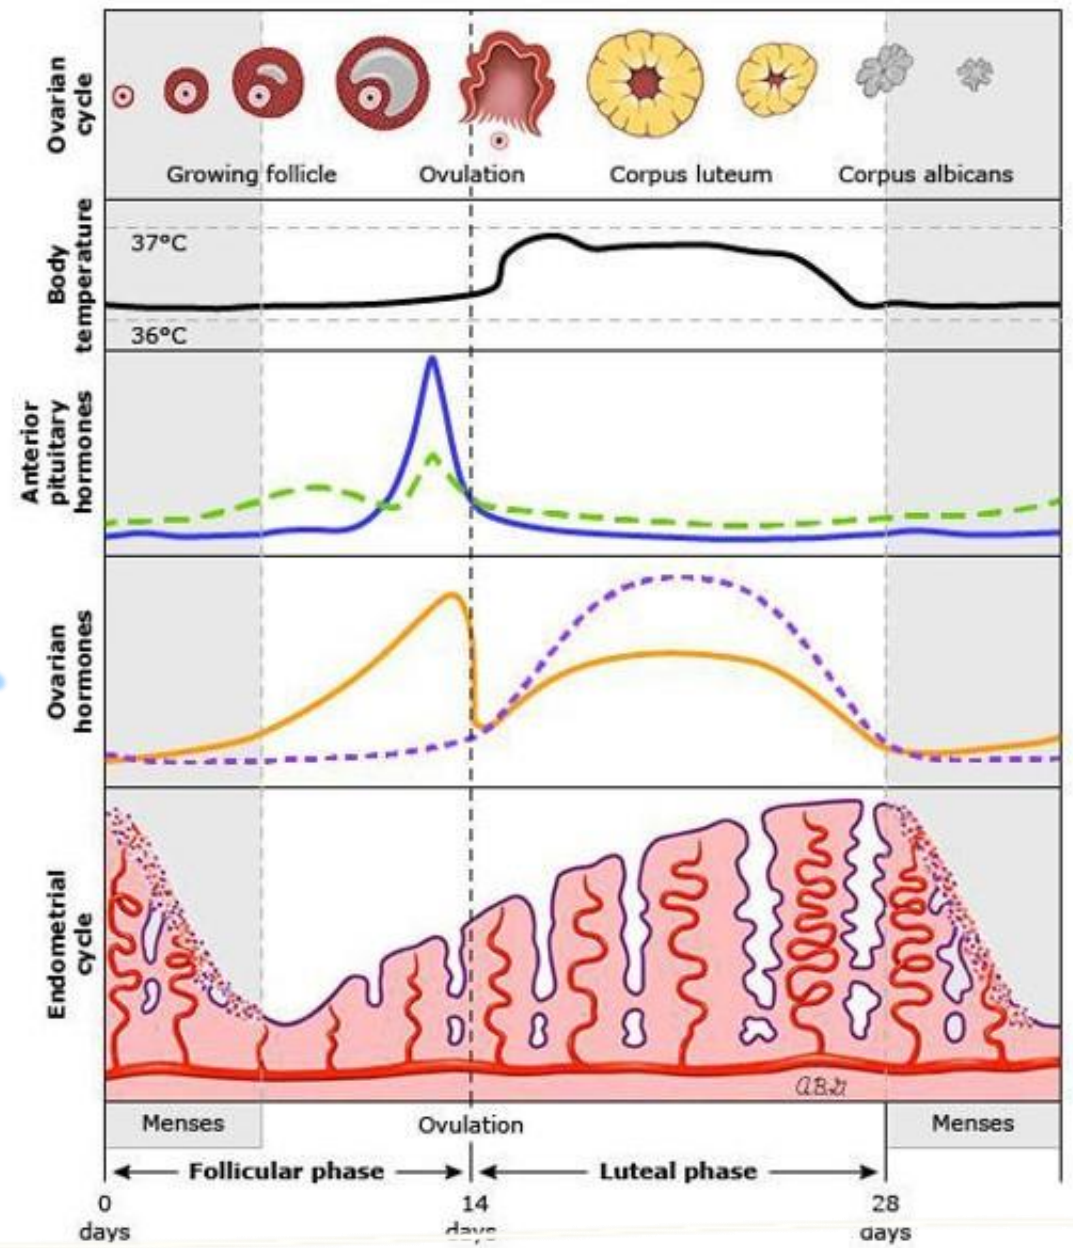 Ovarian
cycle
Growing follicle
Ovulation
Corpus luteum
Corpus albicans
Body
temperature
37°C
36°C
Anterior
pituitary
hormones
Ovarian
hormones
Endometrial
cycle
Menses
Ovulation
Menses
Follicular phase
Luteal phase
0
days
14
days
28
days